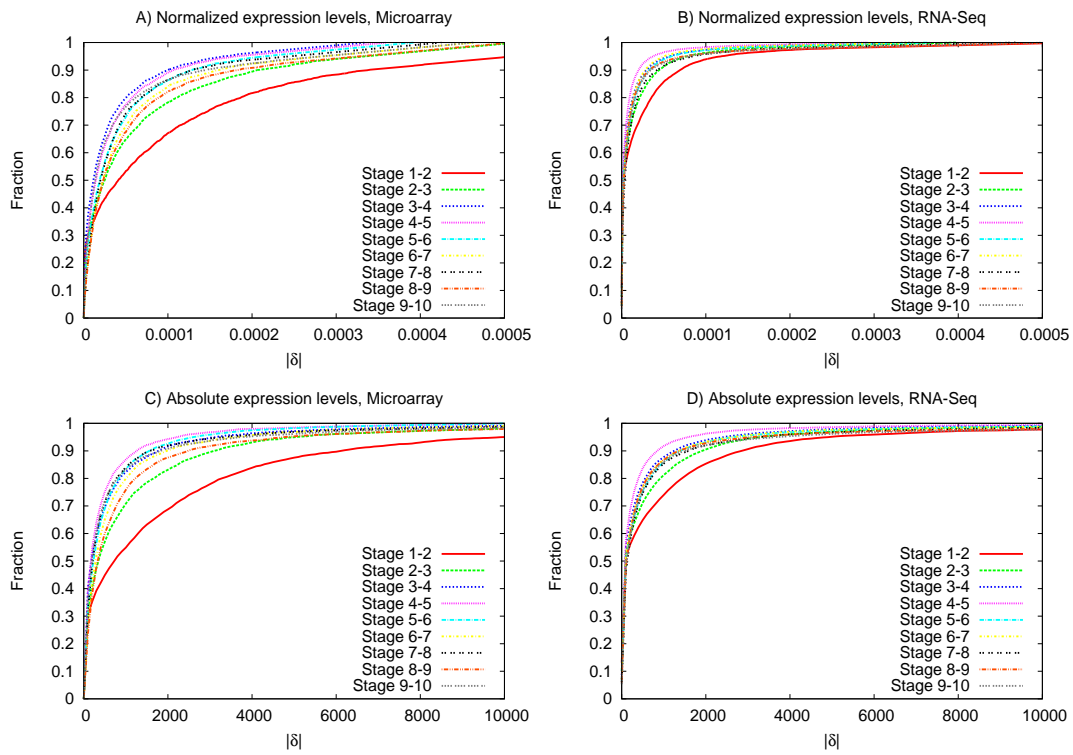 A) Normalized expression levels, Microarray
Fraction
1
0.9
0.8
0.7
0.6
0.5
0.4
0.3
0.2
0.1
0
Stage 1-2
Stage 2-3
Stage 3-4
Stage 4-5
Stage 5-6
Stage 6-7
Stage 7-8
Stage 8-9
Stage 9-10
0 0.0001 0.0002 0.0003 0.0004 0.0005
|δ|
B) Normalized expression levels, RNA-Seq
Fraction
1
0.9
0.8
0.7
0.6
0.5
0.4
0.3
0.2
0.1
0
Stage 1-2
Stage 2-3
Stage 3-4
Stage 4-5
Stage 5-6
Stage 6-7
Stage 7-8
Stage 8-9
Stage 9-10
0 0.0001 0.0002 0.0003 0.0004 0.0005
|δ|
C) Absolute expression levels, Microarray
Fraction
1
0.9
0.8
0.7
0.6
0.5
0.4
0.3
0.2
0.1
0
Stage 1-2
Stage 2-3
Stage 3-4
Stage 4-5
Stage 5-6
Stage 6-7
Stage 7-8
Stage 8-9
Stage 9-10
0 2000 4000 6000 8000 10000
|δ|
D) Absolute expression levels, RNA-Seq
Fraction
1
0.9
0.8
0.7
0.6
0.5
0.4
0.3
0.2
0.1
0
Stage 1-2
Stage 2-3
Stage 3-4
Stage 4-5
Stage 5-6
Stage 6-7
Stage 7-8
Stage 8-9
Stage 9-10
0 2000 4000 6000 8000 10000
|δ|